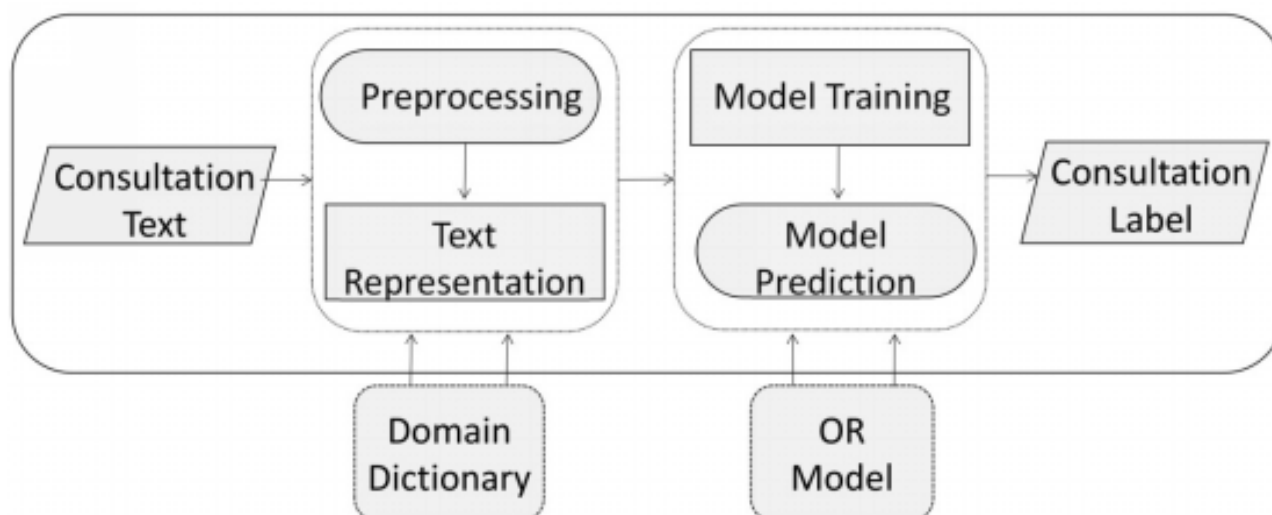 Consultation
Text
Preprocessing
Text
Representation
Model Training
Model
Prediction
Consultation
Label
Domain
Dictionary
OR
Model